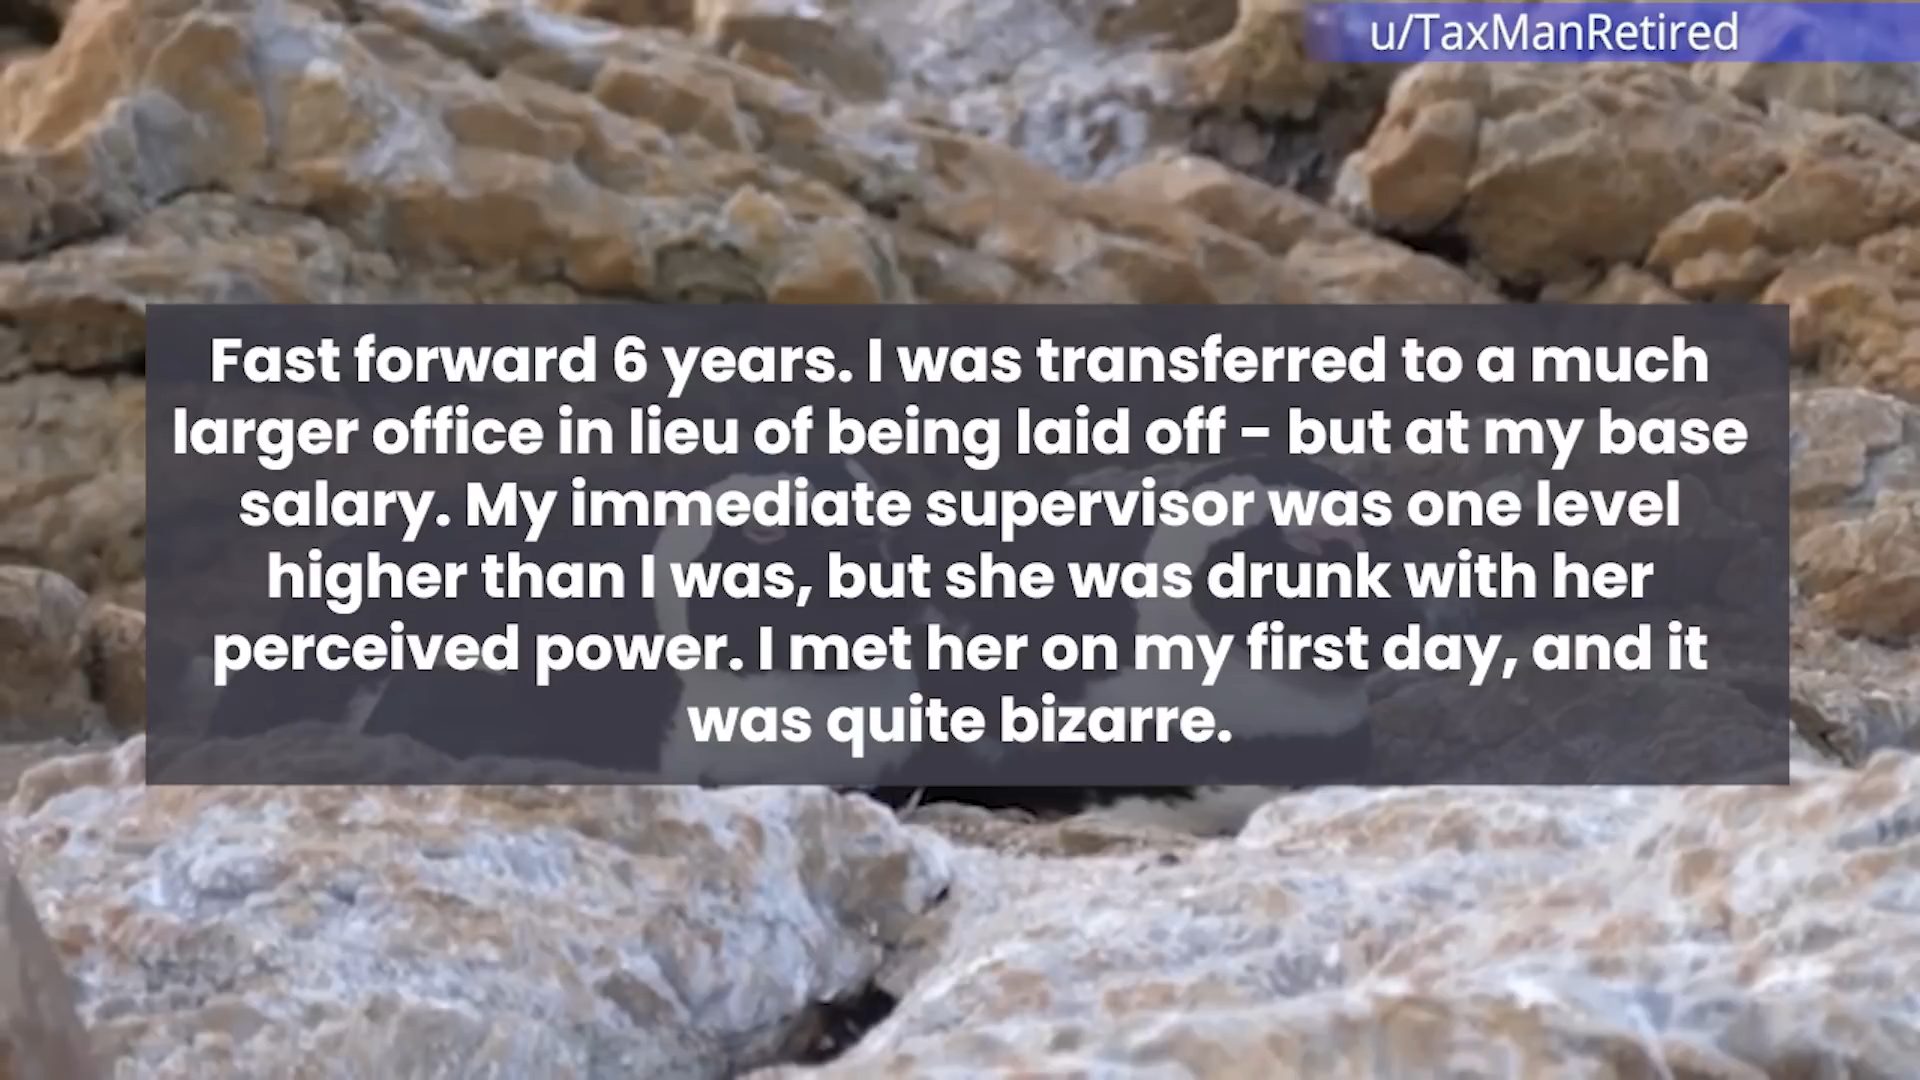 u/TaxManRetired
Fast forward 6 years. I was transferred to a much
larger office in lieu of being laid off - but at my base
salary. My immediate supervisor was one level
higher than I was, but she was drunk with her
perceived power. I met her on my first day, and it
was quite bizarre.